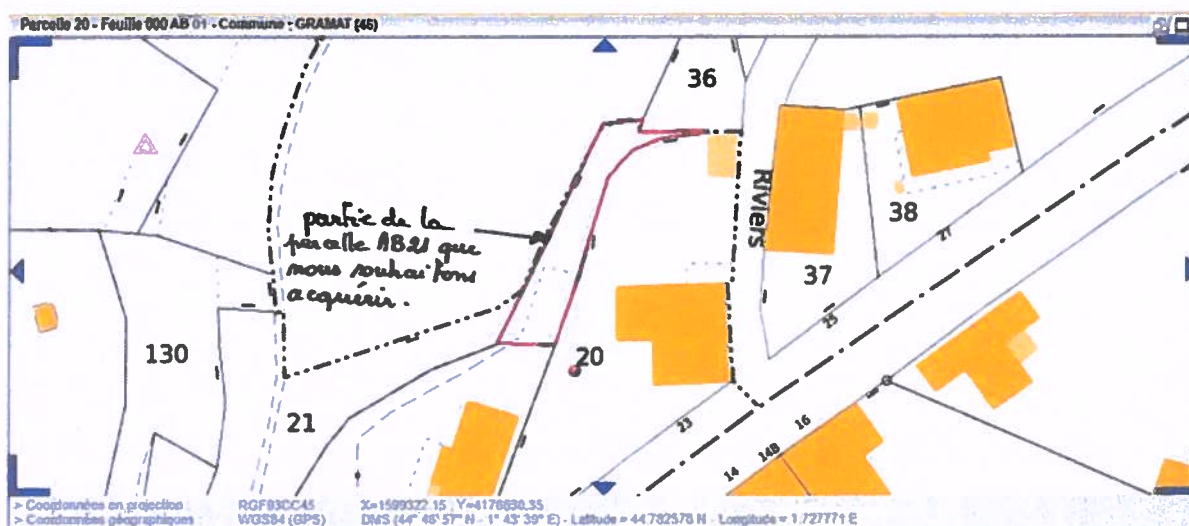 Parcelle 20 - Feuille 000 AB 01 - Commune : GRAMAT (46)
36
Riviers
38
37
partie de la
parcelle AB21 que
nous souhaitons
acquérir.
27
25
130
20
21
23
16
14B
14
> Coordonnées en projection RGF93CC45 X=1599322.15 ; Y=4178630.35
> Coordonnées géographiques WGS84 (GPS) DMS (44° 46' 57" N - 1° 43' 39" E) - Latitude = 44.782578 N - Longitude = 1.727771 E